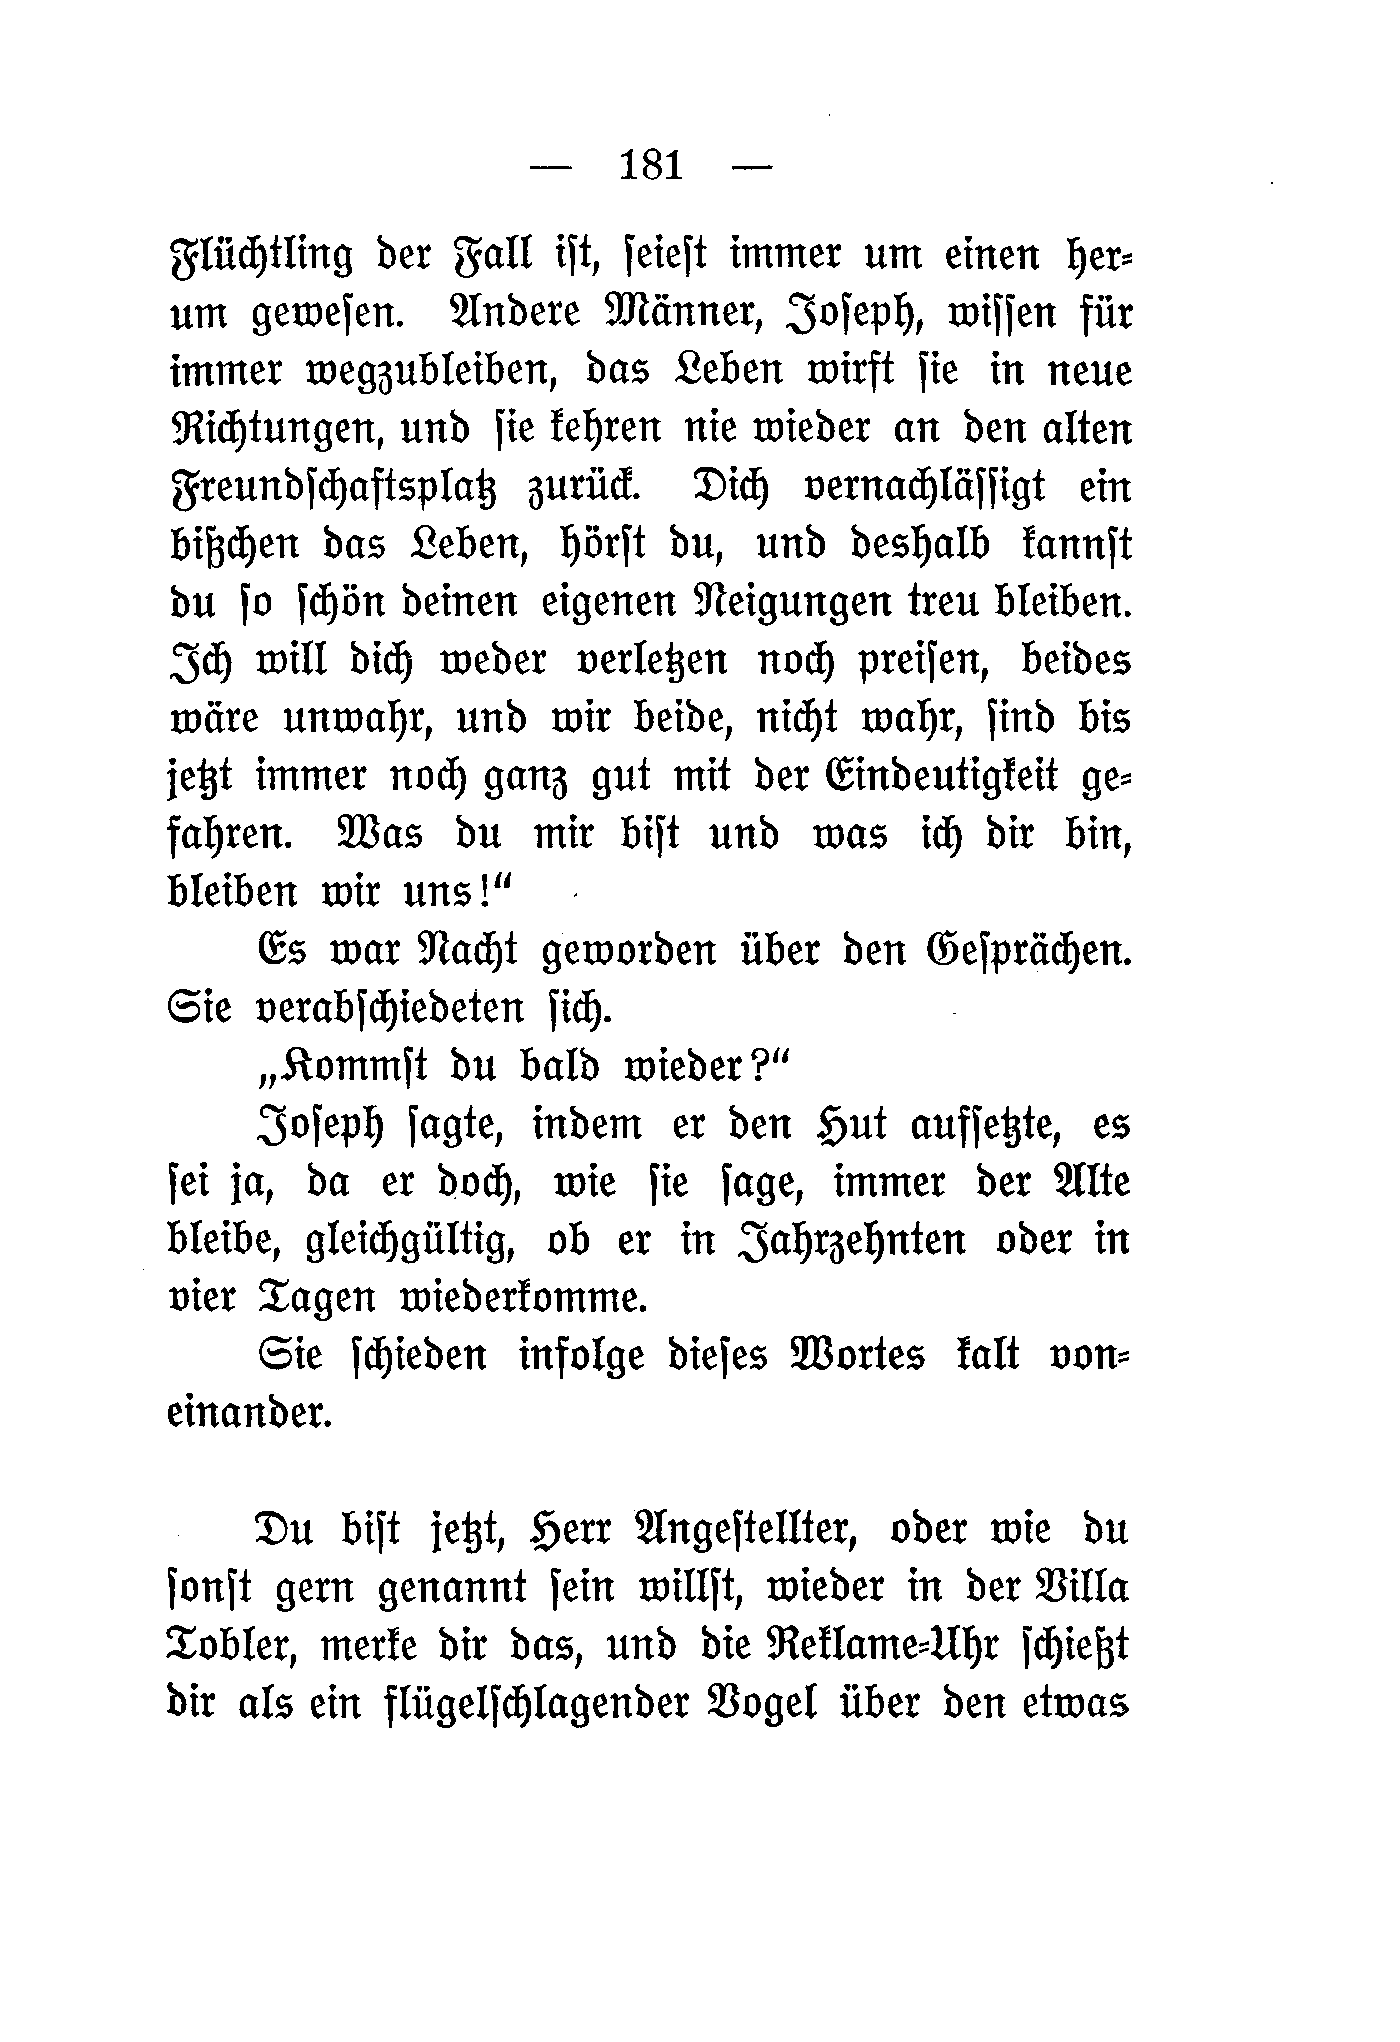 — 181 —
Flüchtling der Fall iſt, ſeieſt immer um einen her⸗
um geweſen. Andere Männer, Joſeph, wiſſen für
immer wegzubleiben, das Leben wirft ſie in neue
Richtungen, und ſie kehren nie wieder an den alten
Freundſchaftsplatz zurück. Dich vernachläſſigt ein
bißchen das Leben, hörſt du, und deshalb kannſt
du ſo ſchön deinen eigenen Neigungen treu bleiben.
Ich will dich weder verletzen noch preiſen, beides
wäre unwahr, und wir beide, nicht wahr, ſind bis
jetzt immer noch ganz gut mit der Eindeutigkeit ge⸗
fahren. Was du mir biſt und was ich dir bin,
bleiben wir uns!“
Es war Nacht geworden über den Geſprächen.
Sie verabſchiedeten ſich.
„Kommſt du bald wieder?“
Joſeph ſagte, indem er den Hut aufſetzte, es
ſei ja, da er doch, wie ſie ſage, immer der Alte
bleibe, gleichgültig, ob er in Jahrzehnten oder in
vier Tagen wiederkomme.
Sie ſchieden infolge dieſes Wortes kalt von⸗
einander.
Du biſt jetzt, Herr Angeſtellter, oder wie du
ſonſt gern genannt ſein willſt, wieder in der Villa
Tobler, merke dir das, und die Reklame⸗Uhr ſchießt
dir als ein flügelſchlagender Vogel über den etwas